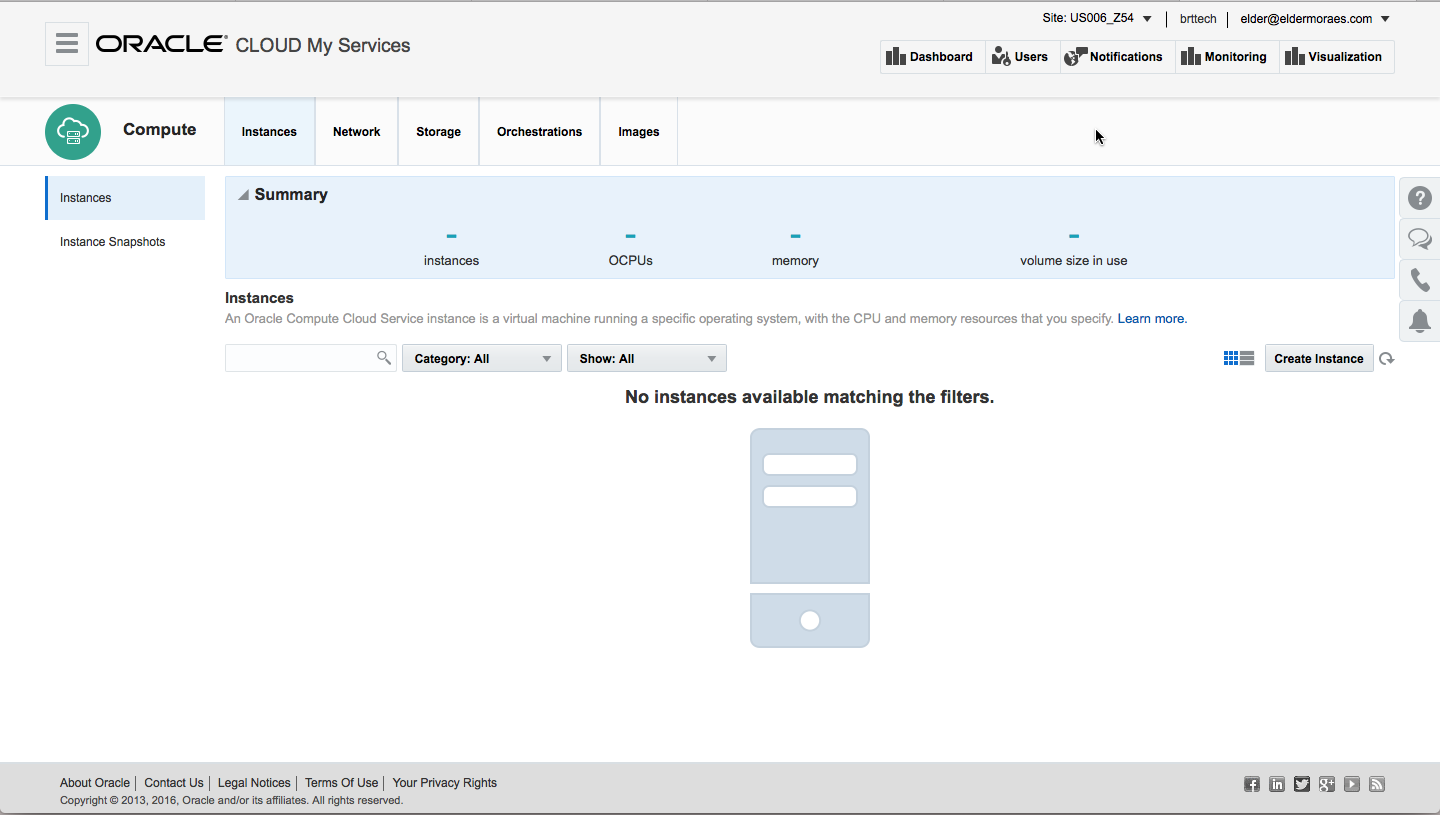 Site: US006_Z54 brttech elder@eldermoraes.com
ORACLE® CLOUD My Services
Dashboard Users Notifications Monitoring Visualization
Compute Instances Network Storage Orchestrations Images
Instances
Instance Snapshots
Summary
- - - -
instances OCPUs memory volume size in use
Instances
An Oracle Compute Cloud Service instance is a virtual machine running a specific operating system, with the CPU and memory resources that you specify. Learn more.
Category: All Show: All Create Instance
No instances available matching the filters.
?
About Oracle Contact Us Legal Notices Terms Of Use Your Privacy Rights
Copyright © 2013, 2016, Oracle and/or its affiliates. All rights reserved.